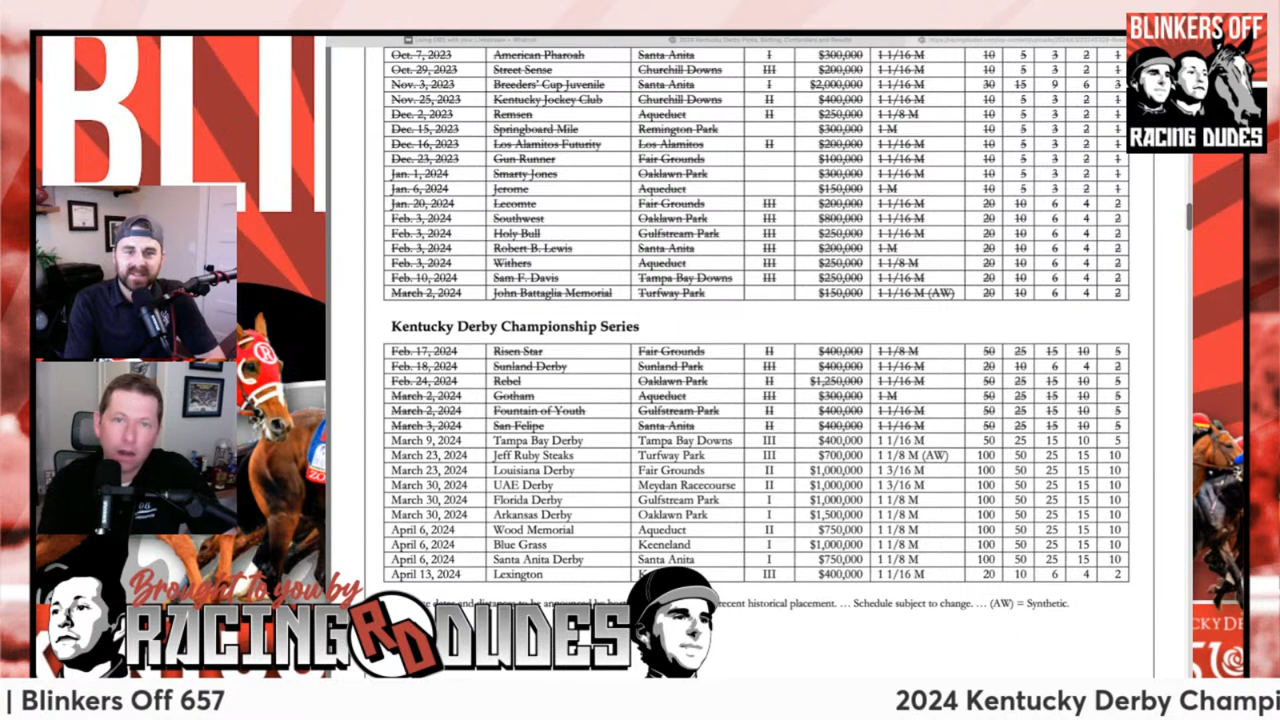 BLINKERS OFF
RACING DUDES
BLI
Oct. 7, 2023 American Pharoah Santa Anita I $300,000 1 1/16 M 10 5 3 2 1
Oct. 29, 2023 Street Sense Churchill Downs III $200,000 1 1/16 M 10 5 3 2 1
Nov. 3, 2023 Breeders' Cup Juvenile Santa Anita I $2,000,000 1 1/16 M 30 15 9 6 3
Nov. 25, 2023 Kentucky Jockey Club Churchill Downs II $400,000 1 1/16 M 10 5 3 2 1
Dec. 2, 2023 Remsen Aqueduct II $250,000 1 1/8 M 10 5 3 2 1
Dec. 15, 2023 Springboard Mile Remington Park $300,000 1 M 10 5 3 2 1
Dec. 16, 2023 Los Alamitos Futurity Los Alamitos II $200,000 1 1/16 M 10 5 3 2 1
Dec. 23, 2023 Gun Runner Fair Grounds $100,000 1 1/16 M 10 5 3 2 1
Jan. 1, 2024 Smarty Jones Oaklawn Park $300,000 1 1/16 M 10 5 3 2 1
Jan. 6, 2024 Jerome Aqueduct $150,000 1 M 10 5 3 2 1
Jan. 20, 2024 Lecomte Fair Grounds III $200,000 1 1/16 M 20 10 6 4 2
Feb. 3, 2024 Southwest Oaklawn Park III $800,000 1 1/16 M 20 10 6 4 2
Feb. 3, 2024 Holy Bull Gulfstream Park III $250,000 1 1/16 M 20 10 6 4 2
Feb. 3, 2024 Robert B. Lewis Santa Anita III $200,000 1 M 20 10 6 4 2
Feb. 3, 2024 Withers Aqueduct III $250,000 1 1/8 M 20 10 6 4 2
Feb. 10, 2024 Sam F. Davis Tampa Bay Downs III $250,000 1 1/16 M 20 10 6 4 2
March 2, 2024 John Battaglia Memorial Turfway Park $150,000 1 1/16 M (AW) 20 10 6 4 2
Kentucky Derby Championship Series
Feb. 17, 2024 Risen Star Fair Grounds II $400,000 1 1/8 M 50 25 15 10 5
Feb. 18, 2024 Sunland Derby Sunland Park III $400,000 1 1/16 M 20 10 6 4 2
Feb. 24, 2024 Rebel Oaklawn Park II $1,250,000 1 1/16 M 50 25 15 10 5
March 2, 2024 Gotham Aqueduct III $300,000 1 M 50 25 15 10 5
March 2, 2024 Fountain of Youth Gulfstream Park II $400,000 1 1/16 M 50 25 15 10 5
March 3, 2024 San Felipe Santa Anita II $400,000 1 1/16 M 50 25 15 10 5
March 9, 2024 Tampa Bay Derby Tampa Bay Downs III $400,000 1 1/16 M 50 25 15 10 5
March 23, 2024 Jeff Ruby Steaks Turfway Park III $700,000 1 1/8 M (AW) 100 50 25 15 10
March 23, 2024 Louisiana Derby Fair Grounds II $1,000,000 1 3/16 M 100 50 25 15 10
March 30, 2024 UAE Derby Meydan Racecourse II $1,000,000 1 3/16 M 100 50 25 15 10
March 30, 2024 Florida Derby Gulfstream Park I $1,000,000 1 1/8 M 100 50 25 15 10
March 30, 2024 Arkansas Derby Oaklawn Park I $1,500,000 1 1/8 M 100 50 25 15 10
April 6, 2024 Wood Memorial Aqueduct II $750,000 1 1/8 M 100 50 25 15 10
April 6, 2024 Blue Grass Keeneland I $1,000,000 1 1/8 M 100 50 25 15 10
April 6, 2024 Santa Anita Derby Santa Anita I $750,000 1 1/8 M 100 50 25 15 10
April 13, 2024 Lexington III $400,000 1 1/16 M 20 10 6 4 2
dates and distances to be announced by recent historical placement. … Schedule subject to change. … (AW) = Synthetic.
Brought to you by
RACING RD DUDES
| Blinkers Off 657 2024 Kentucky Derby Champi